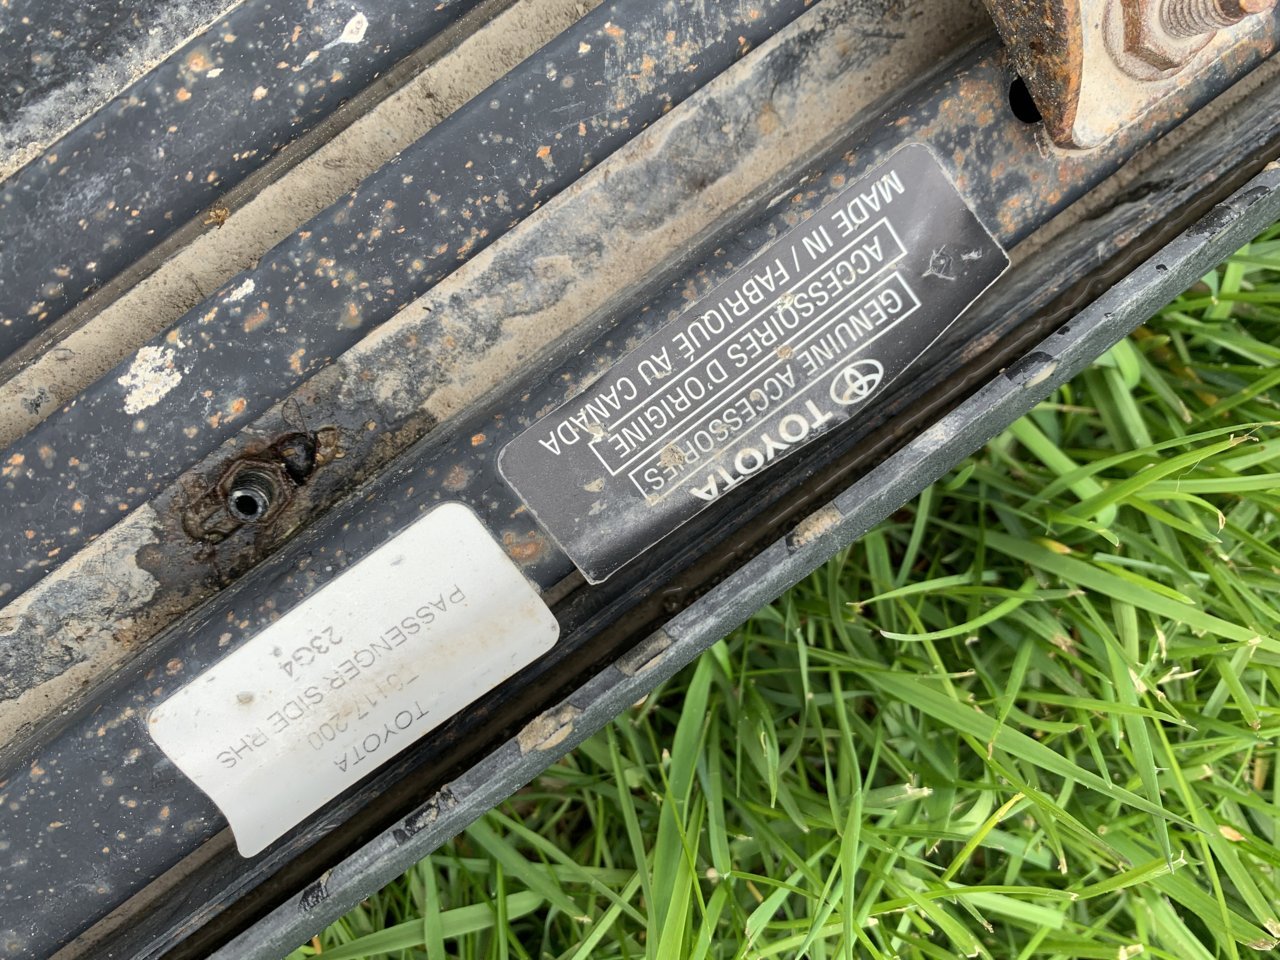 TOYOTA
GENUINE ACCESSORIES
ACCESSOIRES D'ORIGINE
MADE IN / FABRIQUÉ AU CANADA
TOYOTA
PASSENGER SIDE RHS
23G4